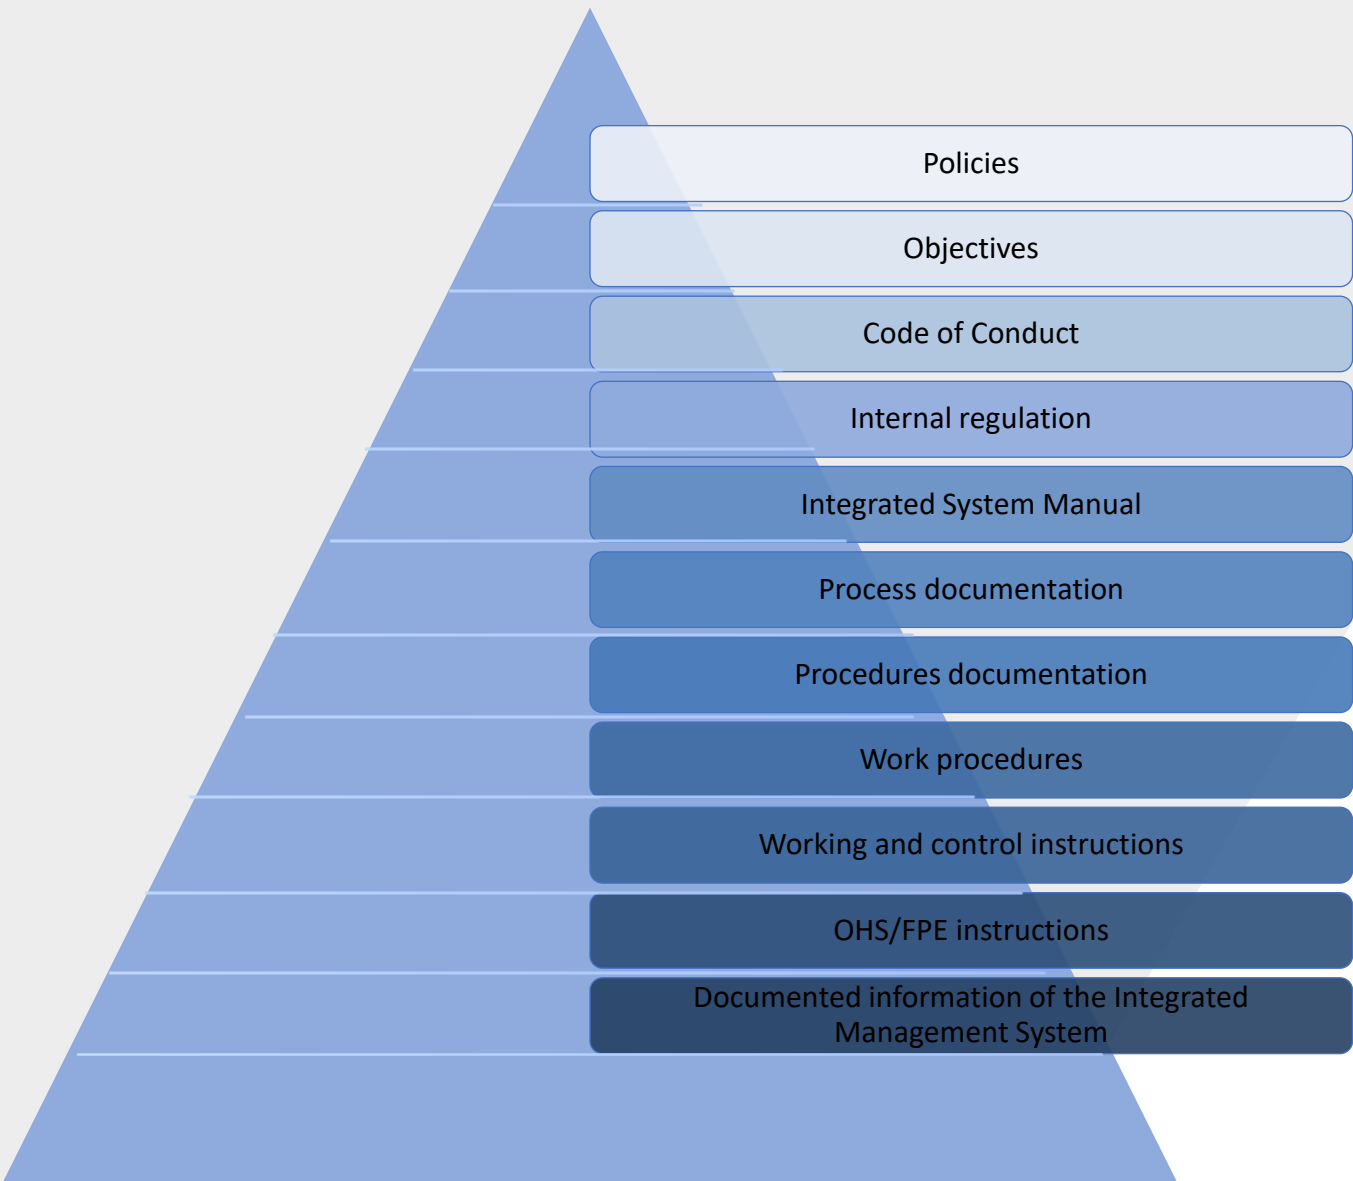 Policies
Objectives
Code of Conduct
Internal regulation
Integrated System Manual
Process documentation
Procedures documentation
Work procedures
Working and control instructions
OHS/FPE instructions
Documented information of the Integrated
Management System